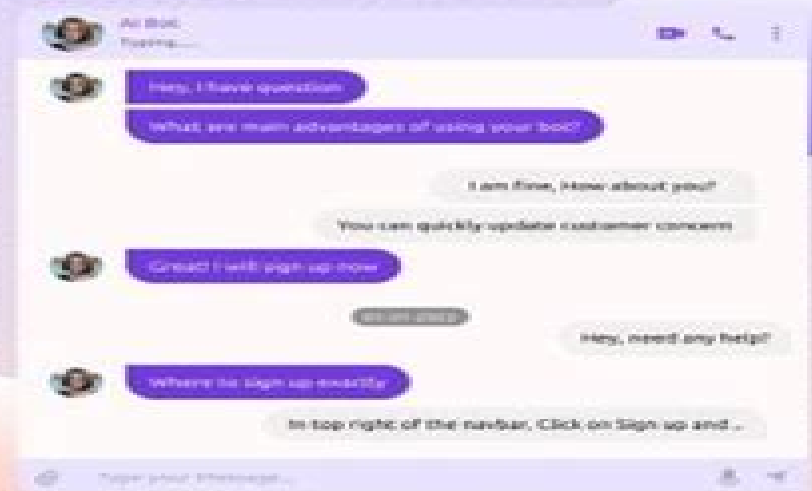 Ai Bot
Typing.....
Hey, I have question
What are main advantages of using your bot?
I am fine, How about you?
You can quickly update customer concern
Great! I will sign up now
Hey, need any help?
Where to sign up exactly
In top right of the navbar. Click on Sign up and ..
Type your Message...